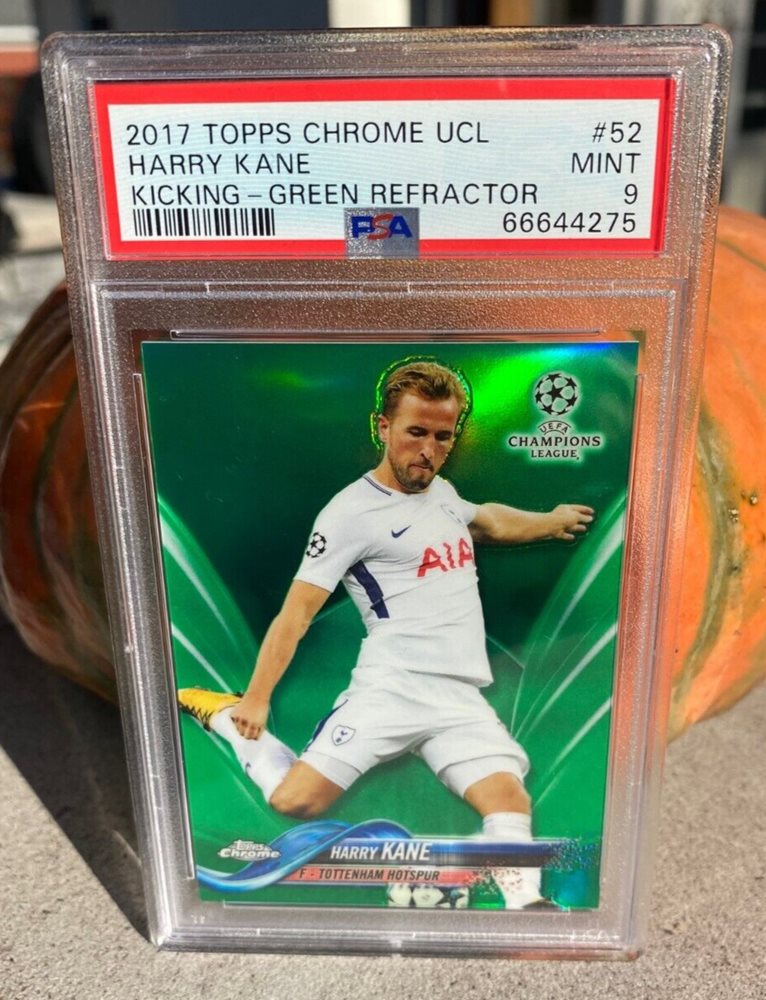 2017 TOPPS CHROME UCL #52
HARRY KANE MINT
KICKING - GREEN REFRACTOR 9
PSA 66644275
UEFA
CHAMPIONS
LEAGUE
AIA
Topps
Chrome
HARRY KANE
F - TOTTENHAM HOTSPUR